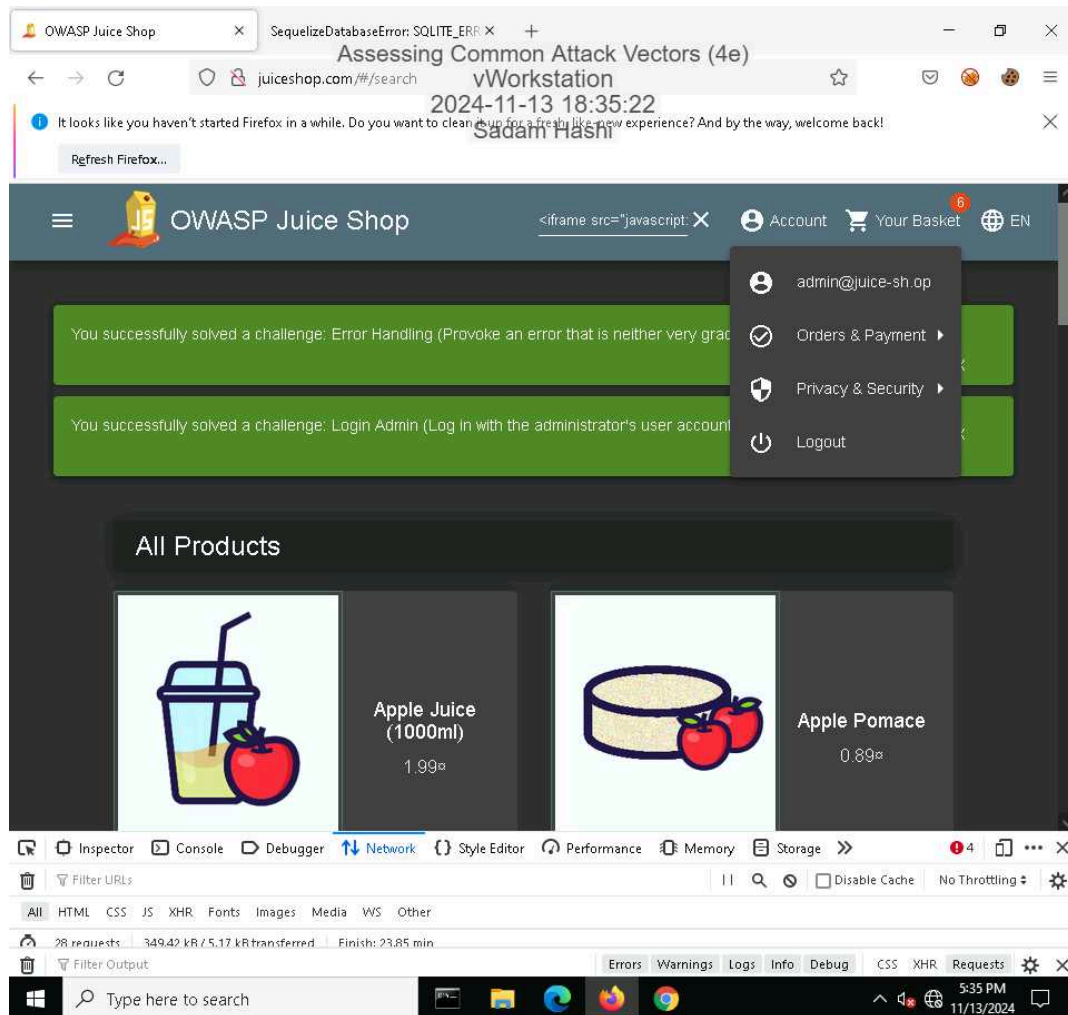 OWASP Juice Shop
SequelizeDatabaseError: SQLITE_ERR
Assessing Common Attack Vectors (4e)
juiceshop.com/#/search
vWorkstation
2024-11-13 18:35:22
It looks like you haven't started Firefox in a while. Do you want to clean it up for a fresh, like-new experience? And by the way, welcome back!
Sadam Hashi
Refresh Firefox...
OWASP Juice Shop
<iframe src="javascript:
Account
Your Basket
6
EN
admin@juice-sh.op
Orders & Payment
Privacy & Security
Logout
You successfully solved a challenge: Error Handling (Provoke an error that is neither very grac
You successfully solved a challenge: Login Admin (Log in with the administrator's user account
All Products
Apple Juice
(1000ml)
1.99¤
Apple Pomace
0.89¤
Inspector Console Debugger Network Style Editor Performance Memory Storage 4
Filter URLs Disable Cache No Throttling
All HTML CSS JS XHR Fonts Images Media WS Other
28 requests 349.42 kB / 5.17 kB transferred Finish: 23.85 min
Filter Output Errors Warnings Logs Info Debug CSS XHR Requests
Type here to search
5:35 PM
11/13/2024